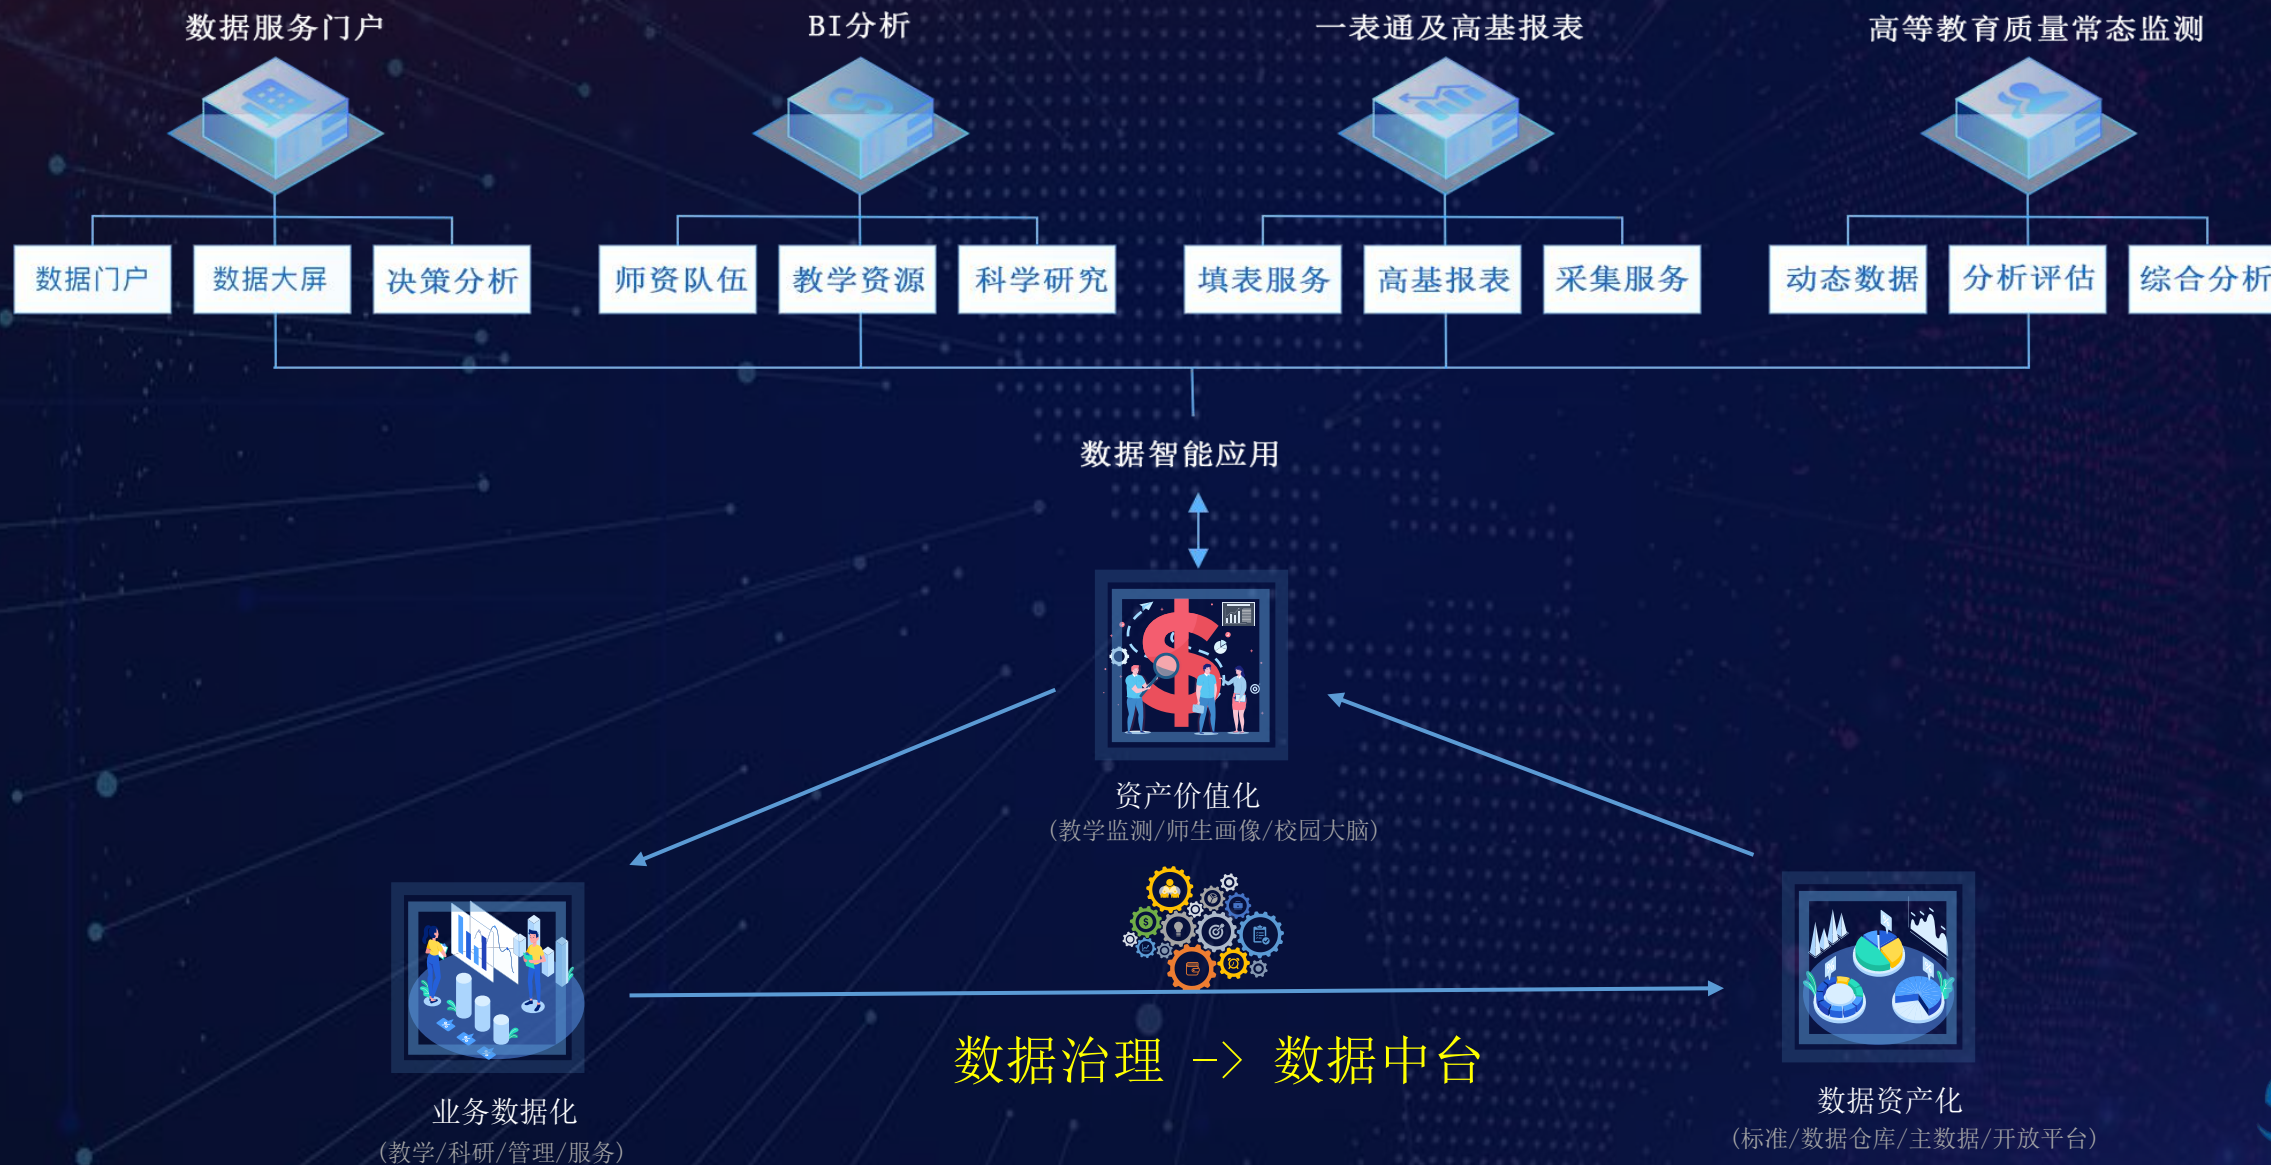 数据服务门户
BI分析
一表通及高基报表
高等教育质量常态监测
数据门户
数据大屏
决策分析
师资队伍
教学资源
科学研究
填表服务
高基报表
采集服务
动态数据
分析评估
综合分析
数据智能应用
资产价值化
(教学监测/师生画像/校园大脑)
数据治理 -> 数据中台
业务数据化
(教学/科研/管理/服务)
数据资产化
(标准/数据仓库/主数据/开放平台)